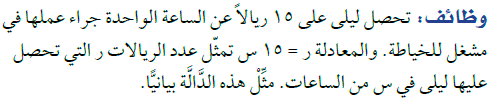 وظائف: تحصل ليلى على ١٥ ريالاً عن الساعة الواحدة جراء عملها في
مشغل للخياطة. والمعادلة ر = ١٥ س تمثّل عدد الريالات ر التي تحصل
عليها ليلى في س من الساعات. مثِّلْ هذه الدَّالَّة بيانيًّا.